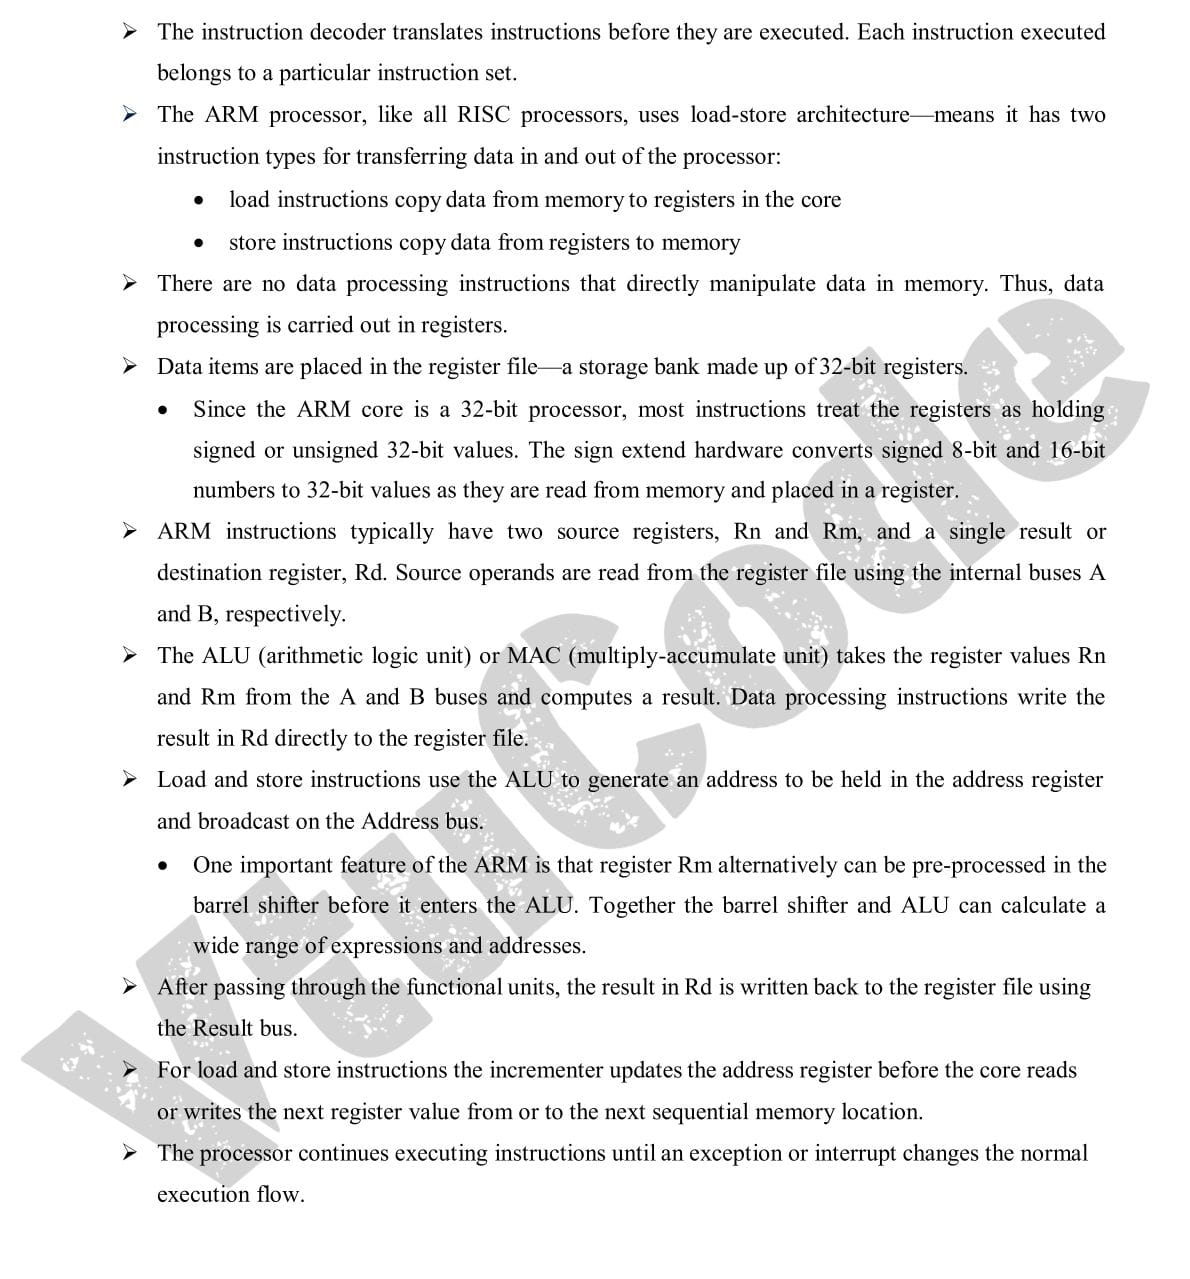 ➢ The instruction decoder translates instructions before they are executed. Each instruction executed
belongs to a particular instruction set.
➢ The ARM processor, like all RISC processors, uses load-store architecture—means it has two
instruction types for transferring data in and out of the processor:
• load instructions copy data from memory to registers in the core
• store instructions copy data from registers to memory
➢ There are no data processing instructions that directly manipulate data in memory. Thus, data
processing is carried out in registers.
➢ Data items are placed in the register file—a storage bank made up of 32-bit registers.
• Since the ARM core is a 32-bit processor, most instructions treat the registers as holding
signed or unsigned 32-bit values. The sign extend hardware converts signed 8-bit and 16-bit
numbers to 32-bit values as they are read from memory and placed in a register.
➢ ARM instructions typically have two source registers, Rn and Rm, and a single result or
destination register, Rd. Source operands are read from the register file using the internal buses A
and B, respectively.
➢ The ALU (arithmetic logic unit) or MAC (multiply-accumulate unit) takes the register values Rn
and Rm from the A and B buses and computes a result. Data processing instructions write the
result in Rd directly to the register file.
➢ Load and store instructions use the ALU to generate an address to be held in the address register
and broadcast on the Address bus.
• One important feature of the ARM is that register Rm alternatively can be pre-processed in the
barrel shifter before it enters the ALU. Together the barrel shifter and ALU can calculate a
wide range of expressions and addresses.
➢ After passing through the functional units, the result in Rd is written back to the register file using
the Result bus.
➢ For load and store instructions the incrementer updates the address register before the core reads
or writes the next register value from or to the next sequential memory location.
➢ The processor continues executing instructions until an exception or interrupt changes the normal
execution flow.
VtuCode